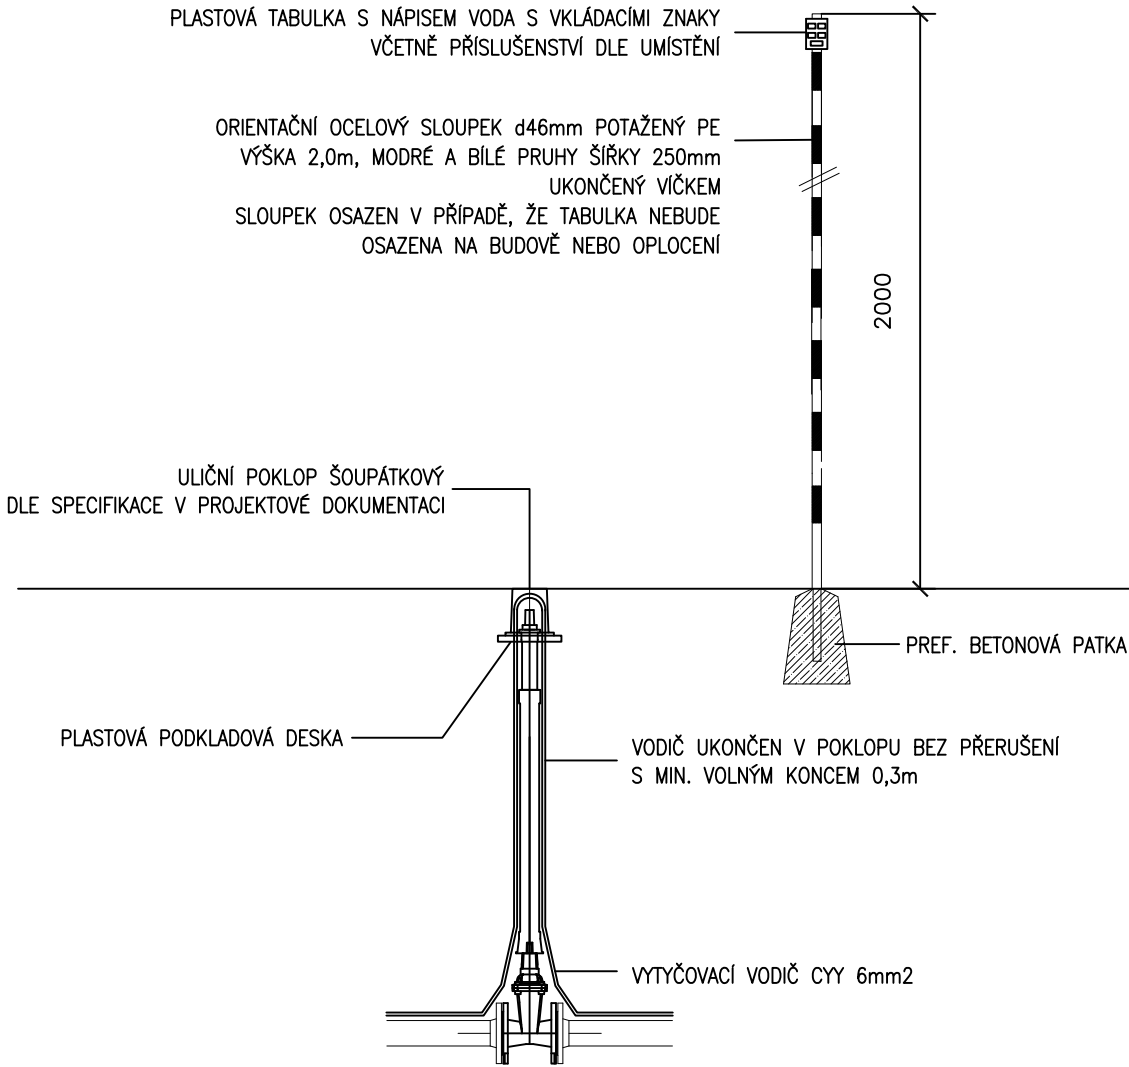 PLASTOVÁ TABULKA S NÁPISEM VODA S VKLÁDACÍMI ZNAKY
VČETNĚ PŘÍSLUŠENSTVÍ DLE UMÍSTĚNÍ
ORIENTAČNÍ OCELOVÝ SLOUPEK d46mm POTAŽENÝ PE
VÝŠKA 2,0m, MODRÉ A BÍLÉ PRUHY ŠÍŘKY 250mm
UKONČENÝ VÍČKEM
SLOUPEK OSAZEN V PŘÍPADĚ, ŽE TABULKA NEBUDE
OSAZENA NA BUDOVĚ NEBO OPLOCENÍ
2000
ULIČNÍ POKLOP ŠOUPÁTKOVÝ
DLE SPECIFIKACE V PROJEKTOVÉ DOKUMENTACI
PREF. BETONOVÁ PATKA
PLASTOVÁ PODKLADOVÁ DESKA
VODIČ UKONČEN V POKLOPU BEZ PŘERUŠENÍ
S MIN. VOLNÝM KONCEM 0,3m
VYTYČOVACÍ VODIČ CYY 6mm2